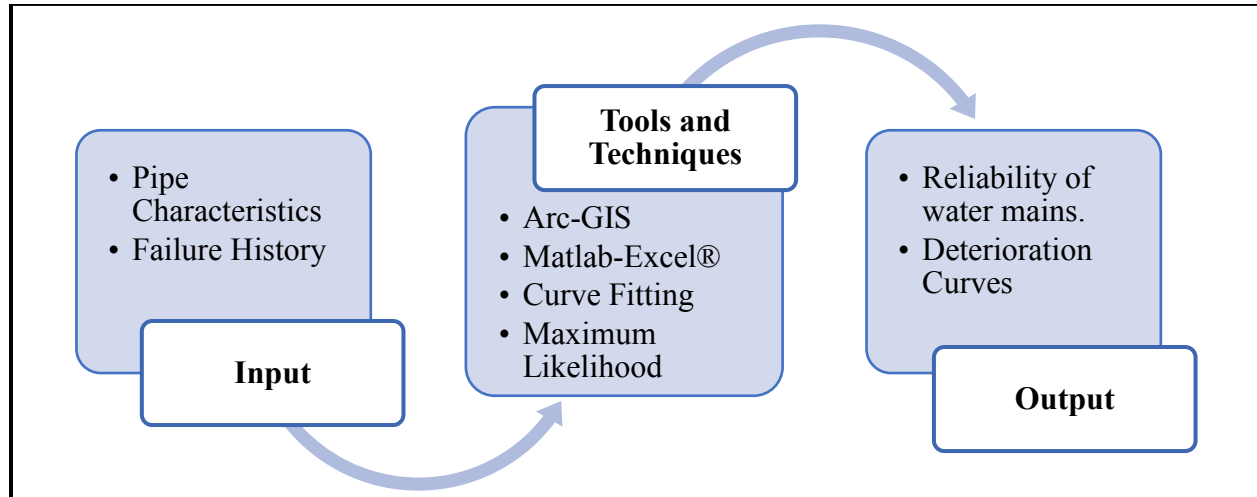 • Pipe
Characteristics
• Failure History
Input
Tools and
Techniques
• Arc-GIS
• Matlab-Excel®
• Curve Fitting
• Maximum
Likelihood
• Reliability of
water mains.
• Deterioration
Curves
Output